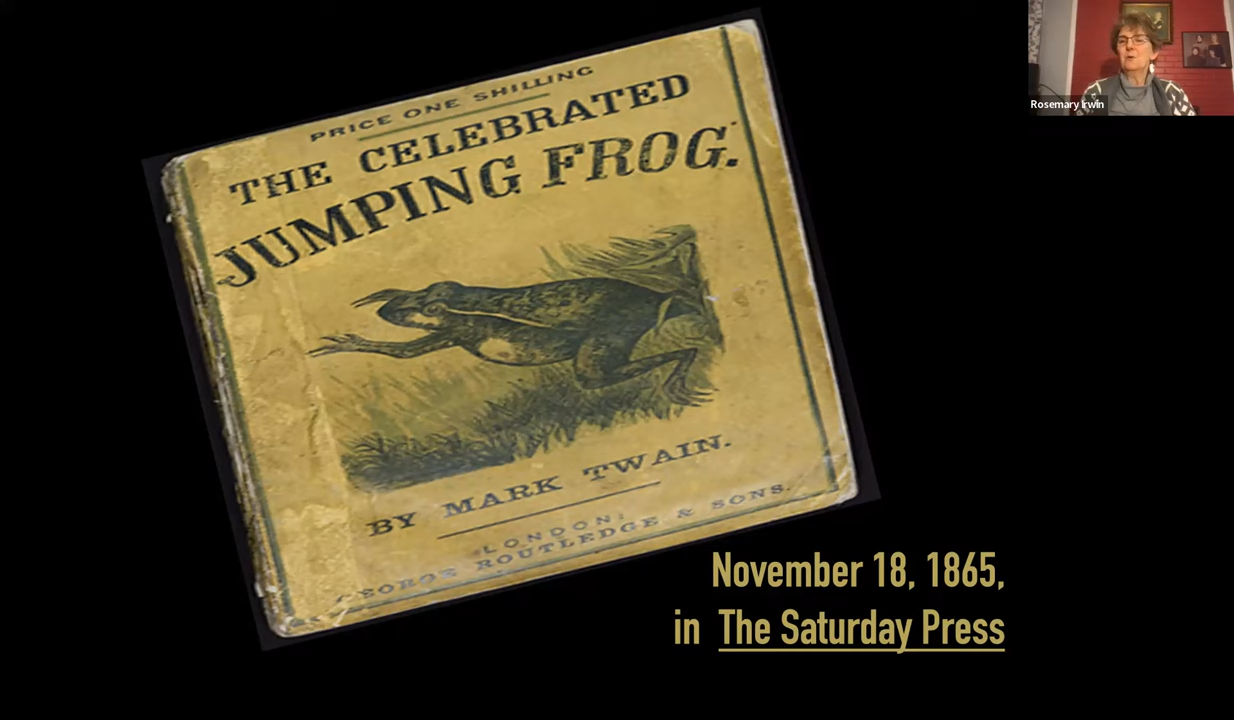 PRICE ONE SHILLING
THE CELEBRATED
JUMPING FROG.
BY MARK TWAIN.
LONDON:
GEORGE ROUTLEDGE & SONS.
November 18, 1865,
in The Saturday Press
Rosemary Irwin